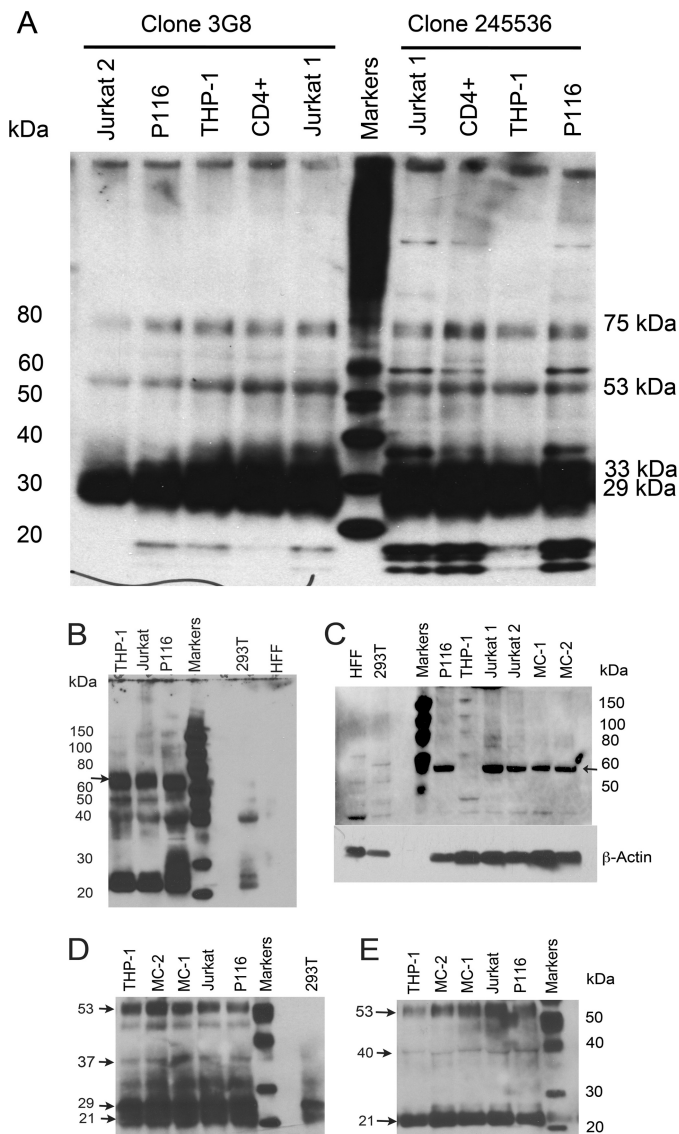 A
Clone 3G8
Clone 245536
kDa
Jurkat 2
P116
THP-1
CD4+
Jurkat 1
Markers
Jurkat 1
CD4+
THP-1
P116
80
60
50
40
30
20
75 kDa
53 kDa
33 kDa
29 kDa
B
kDa
THP-1
Jurkat
P116
Markers
293T
HFF
150
100
80
60
50
40
30
20
C
HFF
293T
Markers
P116
THP-1
Jurkat 1
Jurkat 2
MC-1
MC-2
kDa
150
100
80
60
50
β-Actin
D
THP-1
MC-2
MC-1
Jurkat
P116
Markers
293T
53
37
29
21
E
THP-1
MC-2
MC-1
Jurkat
P116
Markers
kDa
53
40
21
50
40
30
20